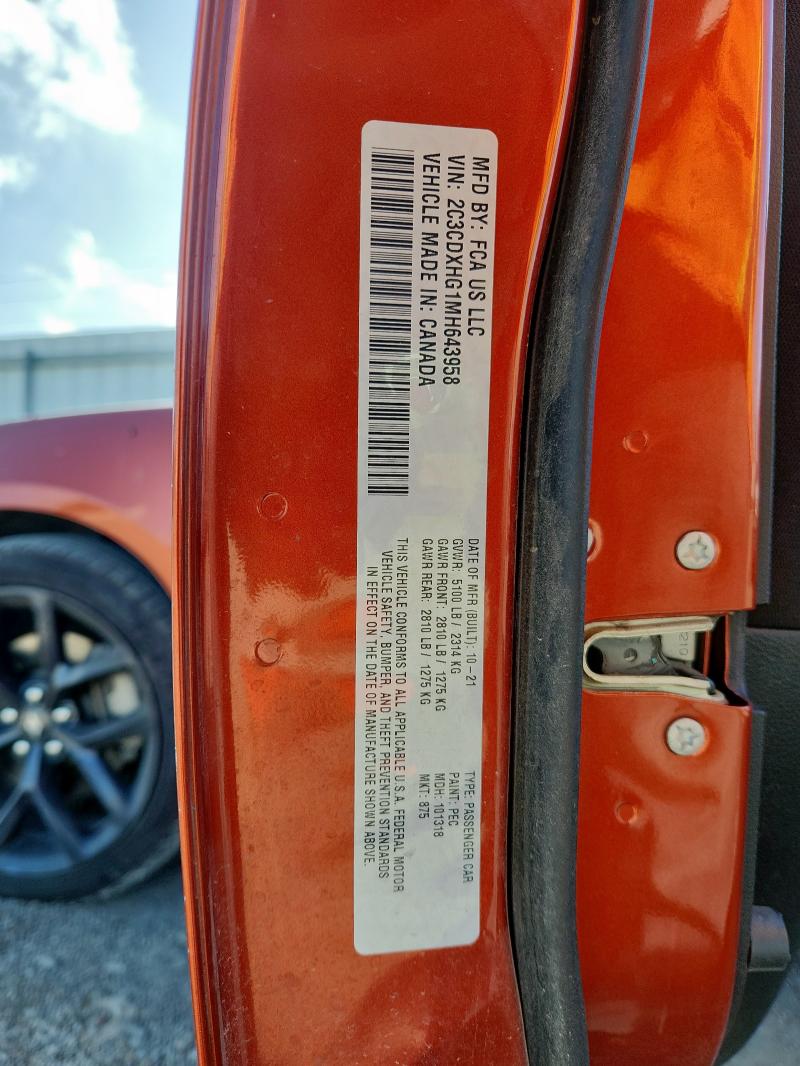 MFD BY: FCA US LLC
VIN: 2C3CDXHG1MH643958
VEHICLE MADE IN: CANADA
DATE OF MFR (BUILT): 10-21
GVWR: 5100 LB / 2314 KG
GAWR FRONT: 2810 LB / 1275 KG
GAWR REAR: 2810 LB / 1275 KG
TYPE: PASSENGER CAR
PAINT: PEC
MDH: 101318
MKT: 875
THIS VEHICLE CONFORMS TO ALL APPLICABLE U.S.A. FEDERAL MOTOR
VEHICLE SAFETY, BUMPER, AND THEFT PREVENTION STANDARDS
IN EFFECT ON THE DATE OF MANUFACTURE SHOWN ABOVE.